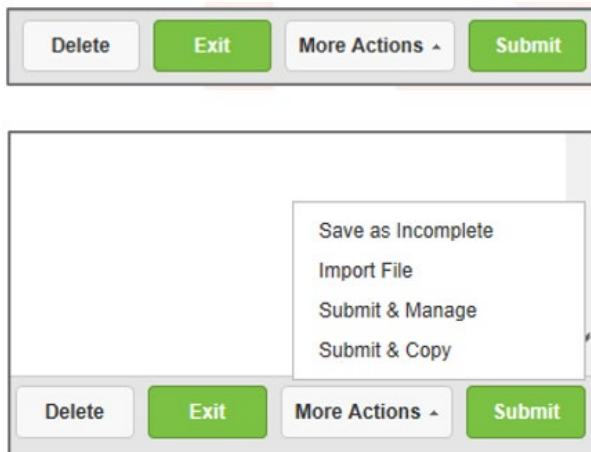 Delete Exit More Actions Submit
Save as Incomplete
Import File
Submit & Manage
Submit & Copy
Delete Exit More Actions Submit